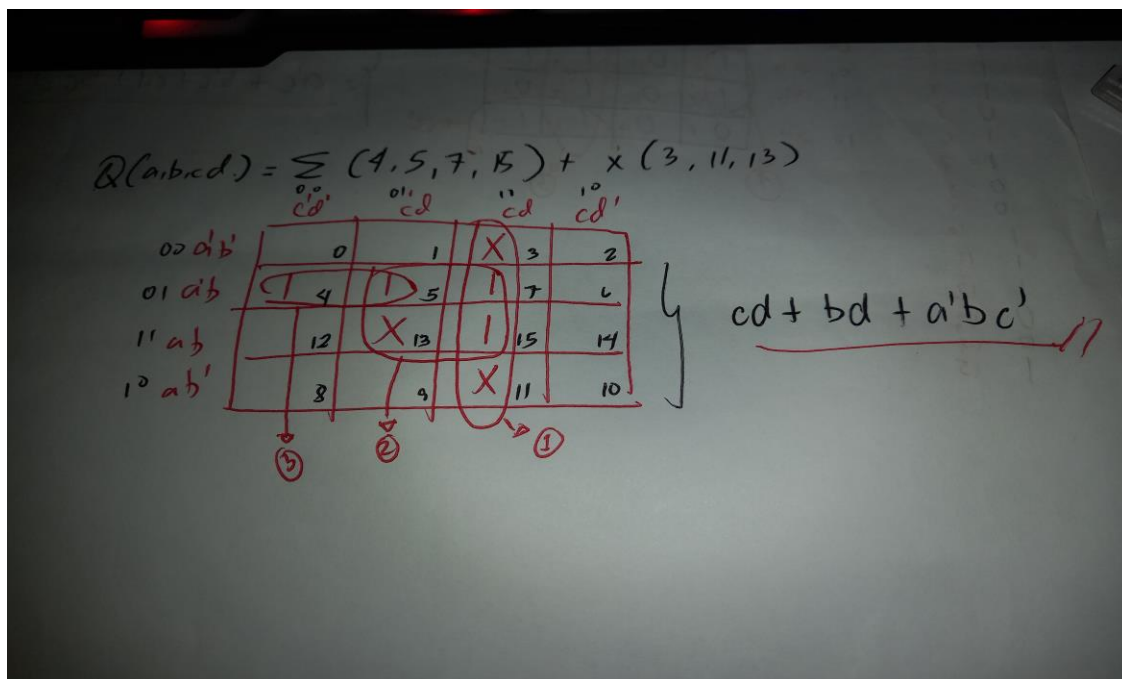 Q(a,b,c,d.) = Σ (4,5,7,15) + x (3,11,13)
0,0 01, 11 10
c'd' c'd cd cd'
00 a'b' 0 1 X 3 2
01 a'b 1 4 1 5 1 7 6
11 ab 12 X 13 1 15 14
10 ab' 8 9 X 11 10
cd + bd + a'bc'
③ ② ①